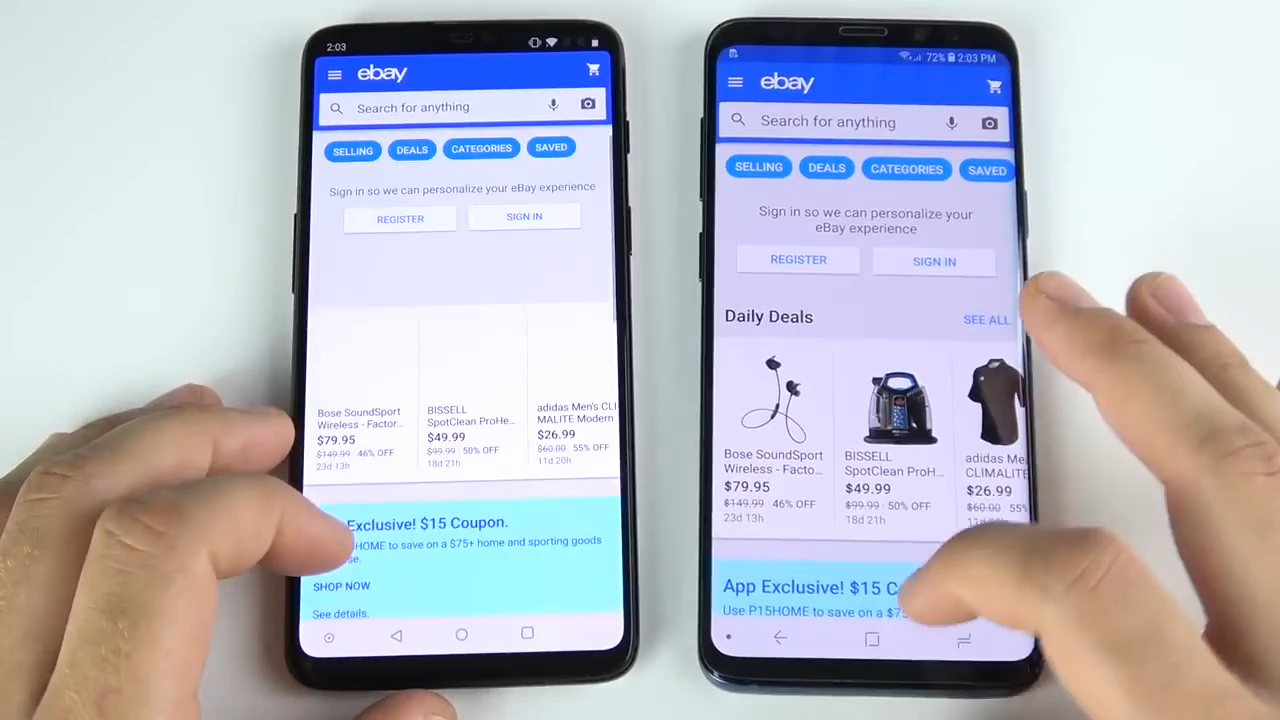 2:03
ebay
Search for anything
SELLING DEALS CATEGORIES SAVED
Sign in so we can personalize your eBay experience
REGISTER SIGN IN
Bose SoundSport
Wireless - Factor...
$79.95
$149.99 46% OFF
23d 13h
BISSELL
SpotClean ProHe...
$49.99
$99.99 50% OFF
18d 21h
adidas Men's CLI
MALITE Modern
$26.99
$60.00 55% OFF
11d 20h
Exclusive! $15 Coupon.
HOME to save on a $75+ home and sporting goods
SHOP NOW
See details.
72% 2:03 PM
ebay
Search for anything
SELLING DEALS CATEGORIES SAVED
Sign in so we can personalize your
eBay experience
REGISTER SIGN IN
Daily Deals SEE ALL
Bose SoundSport
Wireless - Factor...
$79.95
$149.99 46% OFF
23d 13h
BISSELL
SpotClean ProH...
$49.99
$99.99 50% OFF
18d 21h
adidas Men
CLIMALITE
$26.99
$60.00 55%
11d 20h
App Exclusive! $15 C
Use P15HOME to save on a $75